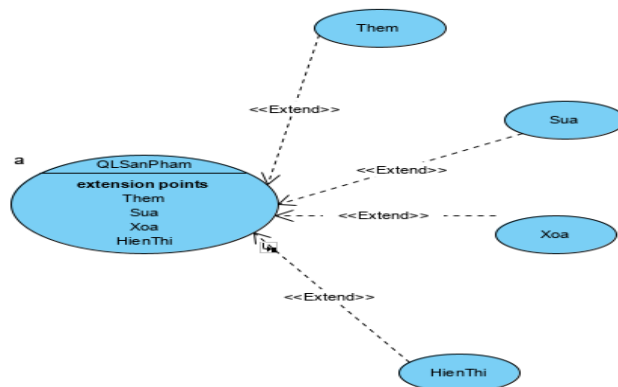 Them
<<Extend>>
Sua
<<Extend>>
a
QLSanPham
extension points
Them
Sua
Xoa
HienThi
<<Extend>>
Xoa
<<Extend>>
HienThi